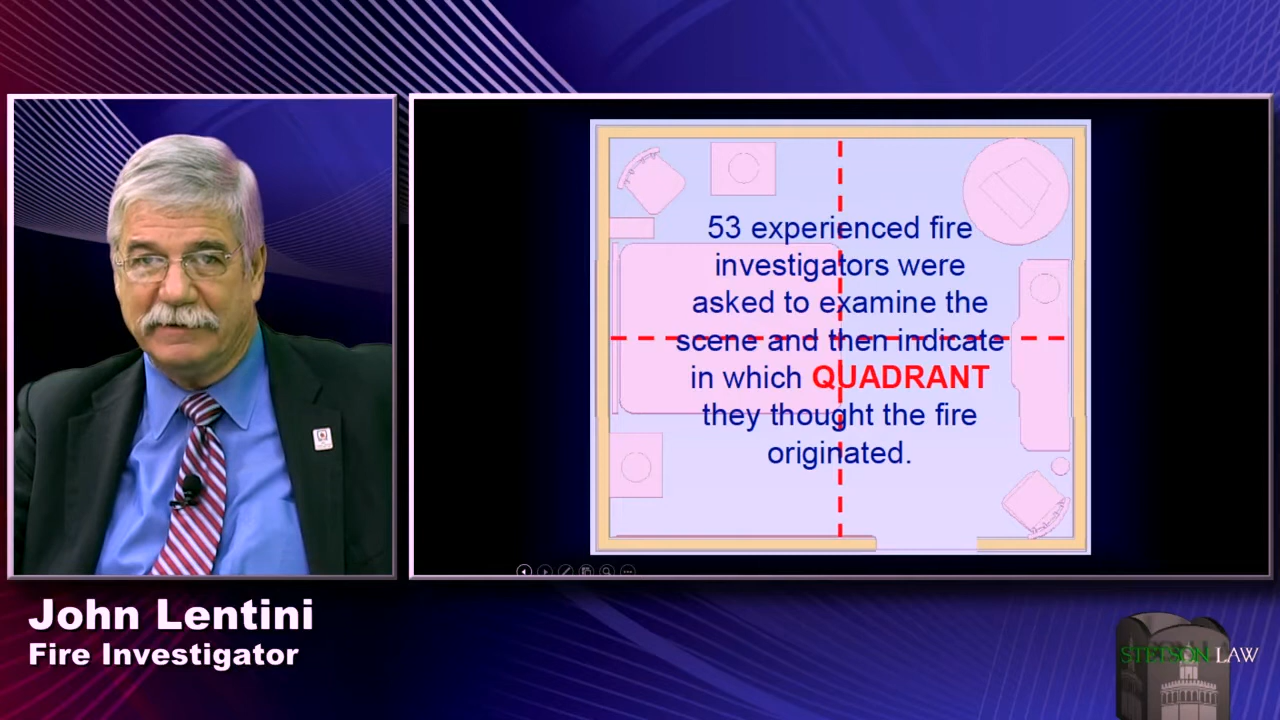 53 experienced fire
investigators were
asked to examine the
scene and then indicate
in which QUADRANT
they thought the fire
originated.
John Lentini
Fire Investigator
STETSON LAW